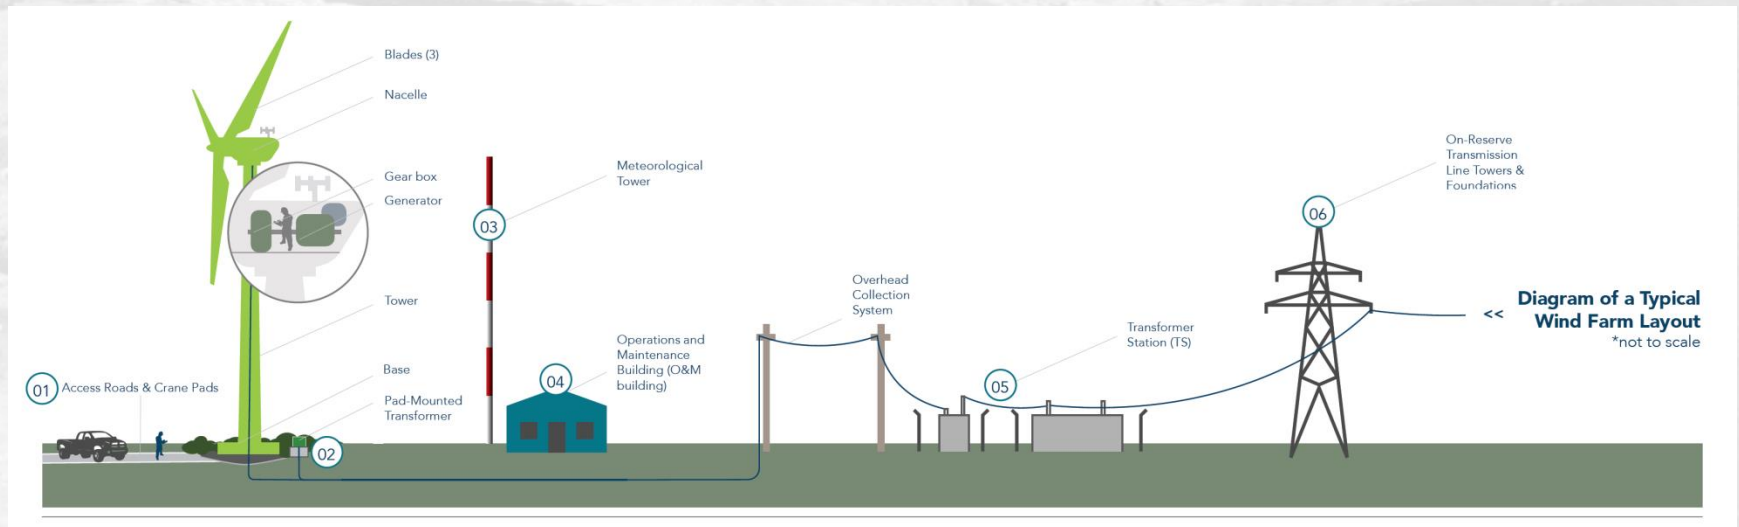 Blades (3)
Nacelle
Gear box
Generator
Tower
Base
Pad-Mounted
Transformer
01
Access Roads & Crane Pads
02
03
Meteorological
Tower
04
Operations and
Maintenance
Building (O&M
building)
Overhead
Collection
System
05
Transformer
Station (TS)
06
On-Reserve
Transmission
Line Towers &
Foundations
<< Diagram of a Typical
Wind Farm Layout
*not to scale